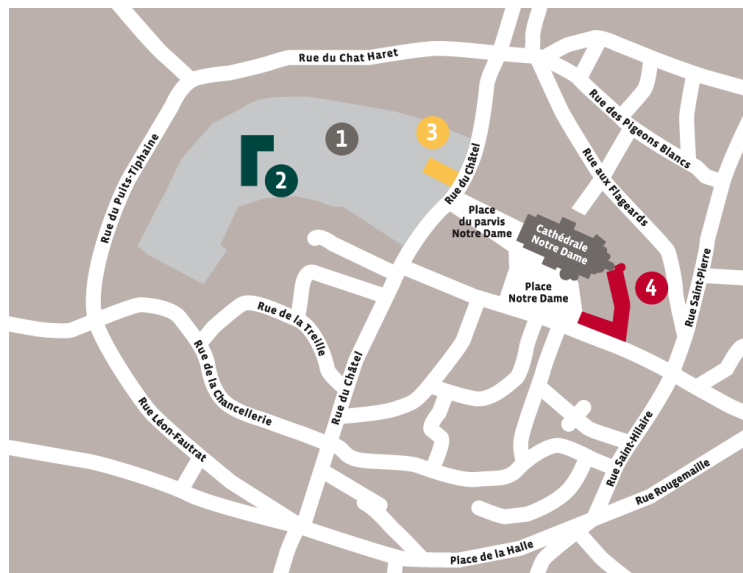 Rue du Chat Haret
1
3
2
Rue des Pigeons Blancs
Rue du Puits-Tiphaine
Rue du Châtel
Rue aux Flageards
Place
du parvis
Notre Dame
Cathédrale
Notre Dame
Place
Notre Dame
4
Rue Saint-Pierre
Rue de la Treille
Rue de la Chancellerie
Rue du Châtel
Rue Léon-Fautrat
Rue Saint-Hilaire
Rue Rougemaille
Place de la Halle